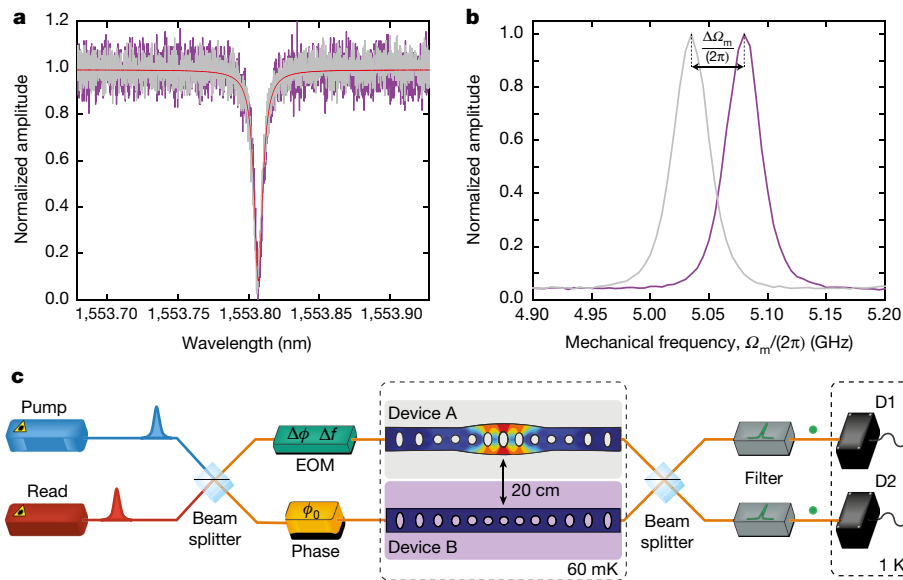 a
Normalized amplitude
1.2
1.0
0.8
0.6
0.4
0.2
0.0
1,553.70 1,553.75 1,553.80 1,553.85 1,553.90
Wavelength (nm)
b
Normalized amplitude
1.0
0.8
0.6
0.4
0.2
0.0
ΔΩm
(2π)
4.90 4.95 5.00 5.05 5.10 5.15 5.20
Mechanical frequency, Ωm/(2π) (GHz)
c
Pump
Read
Beam
splitter
Δϕ Δf
EOM
ϕ0
Phase
Device A
20 cm
Device B
60 mK
Beam
splitter
Filter
D1
D2
1 K